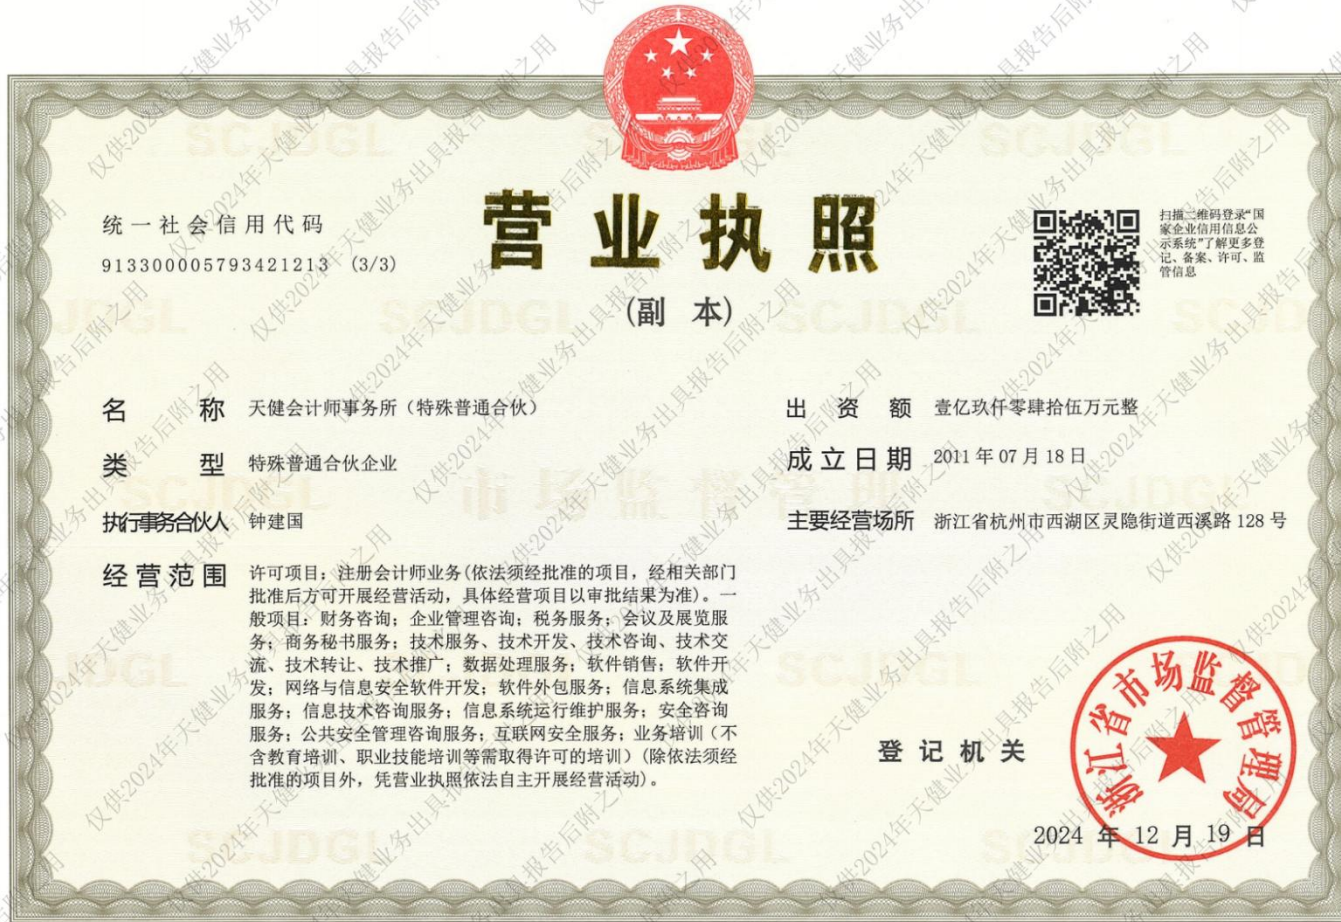 营业执照
(副 本)
统一社会信用代码
913300005793421213 (3/3)
扫描二维码登录“国
家企业信用信息公
示系统”了解更多登
记、备案、许可、监
管信息
名 称 天健会计师事务所（特殊普通合伙）
类 型 特殊普通合伙企业
执行事务合伙人 钟建国
经营范围 许可项目：注册会计师业务(依法须经批准的项目，经相关部门
批准后方可开展经营活动，具体经营项目以审批结果为准)。一
般项目：财务咨询；企业管理咨询；税务服务；会议及展览服
务；商务秘书服务；技术服务、技术开发、技术咨询、技术交
流、技术转让、技术推广；数据处理服务；软件销售；软件开
发；网络与信息安全软件开发；软件外包服务；信息系统集成
服务；信息技术咨询服务；信息系统运行维护服务；安全咨询
服务；公共安全管理咨询服务；互联网安全服务；业务培训（不
含教育培训、职业技能培训等需取得许可的培训）(除依法须经
批准的项目外，凭营业执照依法自主开展经营活动)。
出 资 额 壹亿玖仟零肆拾伍万元整
成立日期 2011 年 07 月 18 日
主要经营场所 浙江省杭州市西湖区灵隐街道西溪路 128 号
登记机关
浙江省市场监督管理局
2024 年 12 月 19 日
仅供2024年天健业务出具报告后附之用
SCJDGL
市场监督管理